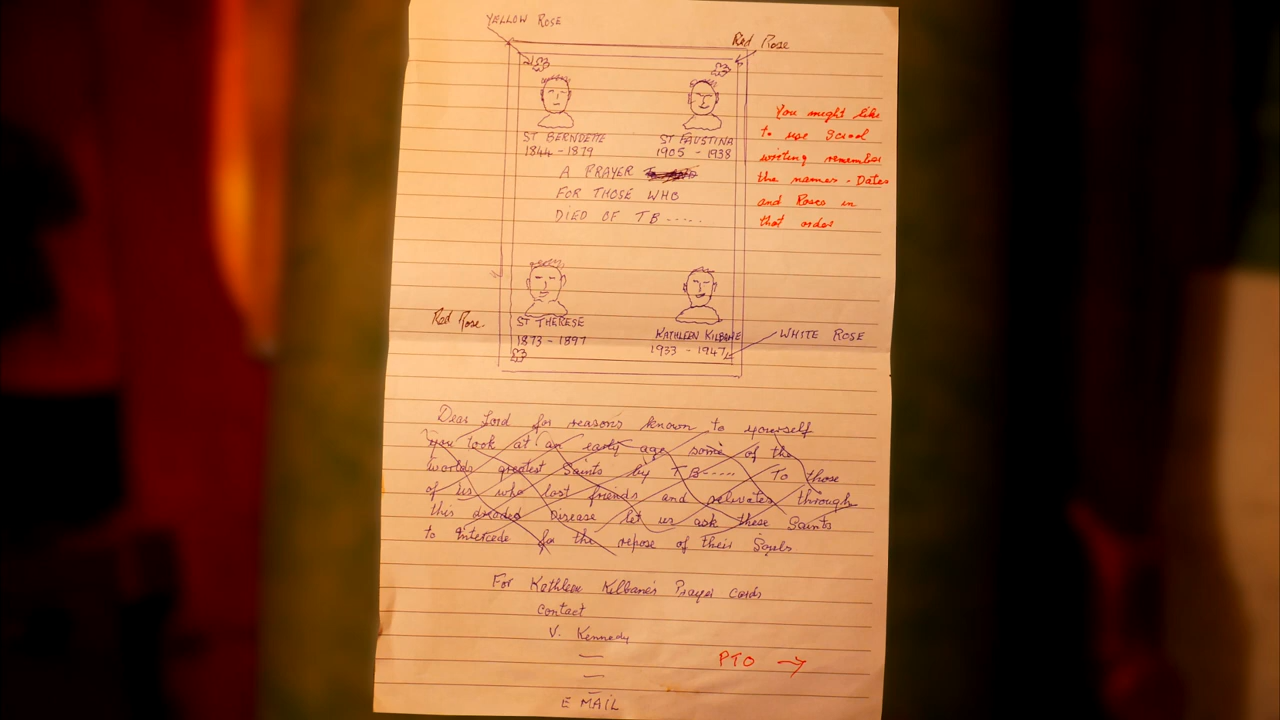 YELLOW ROSE
Red Rose
ST BERNDETTE
1844 - 1879
ST FAUSTINA
1905 - 1938
A PRAYER
FOR THOSE WHO
DIED OF TB-----
You might like
to use Scrool
writing remember
the names - Dates
and Roses in
that order
Red Rose.
ST THERESE
1873 - 1897
KATHLEEN KILBANE
1933 - 1947
WHITE ROSE
Dear Lord for reasons known to yourself
you took at an early age some of the
worlds greatest Saints by TB----- To those
of us who lost friends and relivates through
this dreaded Disease let us ask these Saints
to Intercede for the repose of their Souls
For Kathleen Kilbane's Prayer Cards
Contact
V. Kennedy
PTO →
E MAIL